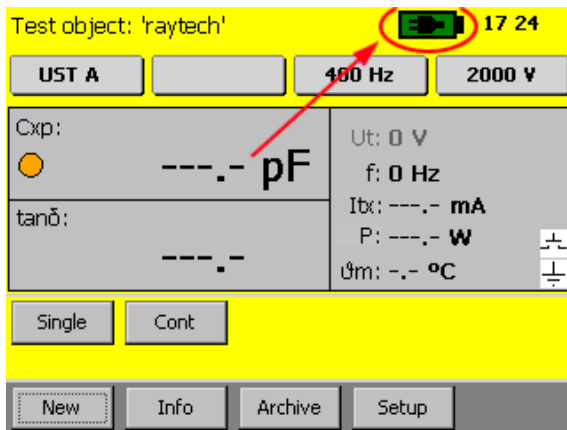 Test object: 'raytech' 17 24
UST A 400 Hz 2000 V
Cxp:
---.- pF
tanδ:
---.-
Ut: 0 V
f: 0 Hz
Itx: ---.- mA
P: ---.- W
ϑm: -.- ºC
Single Cont
New Info Archive Setup